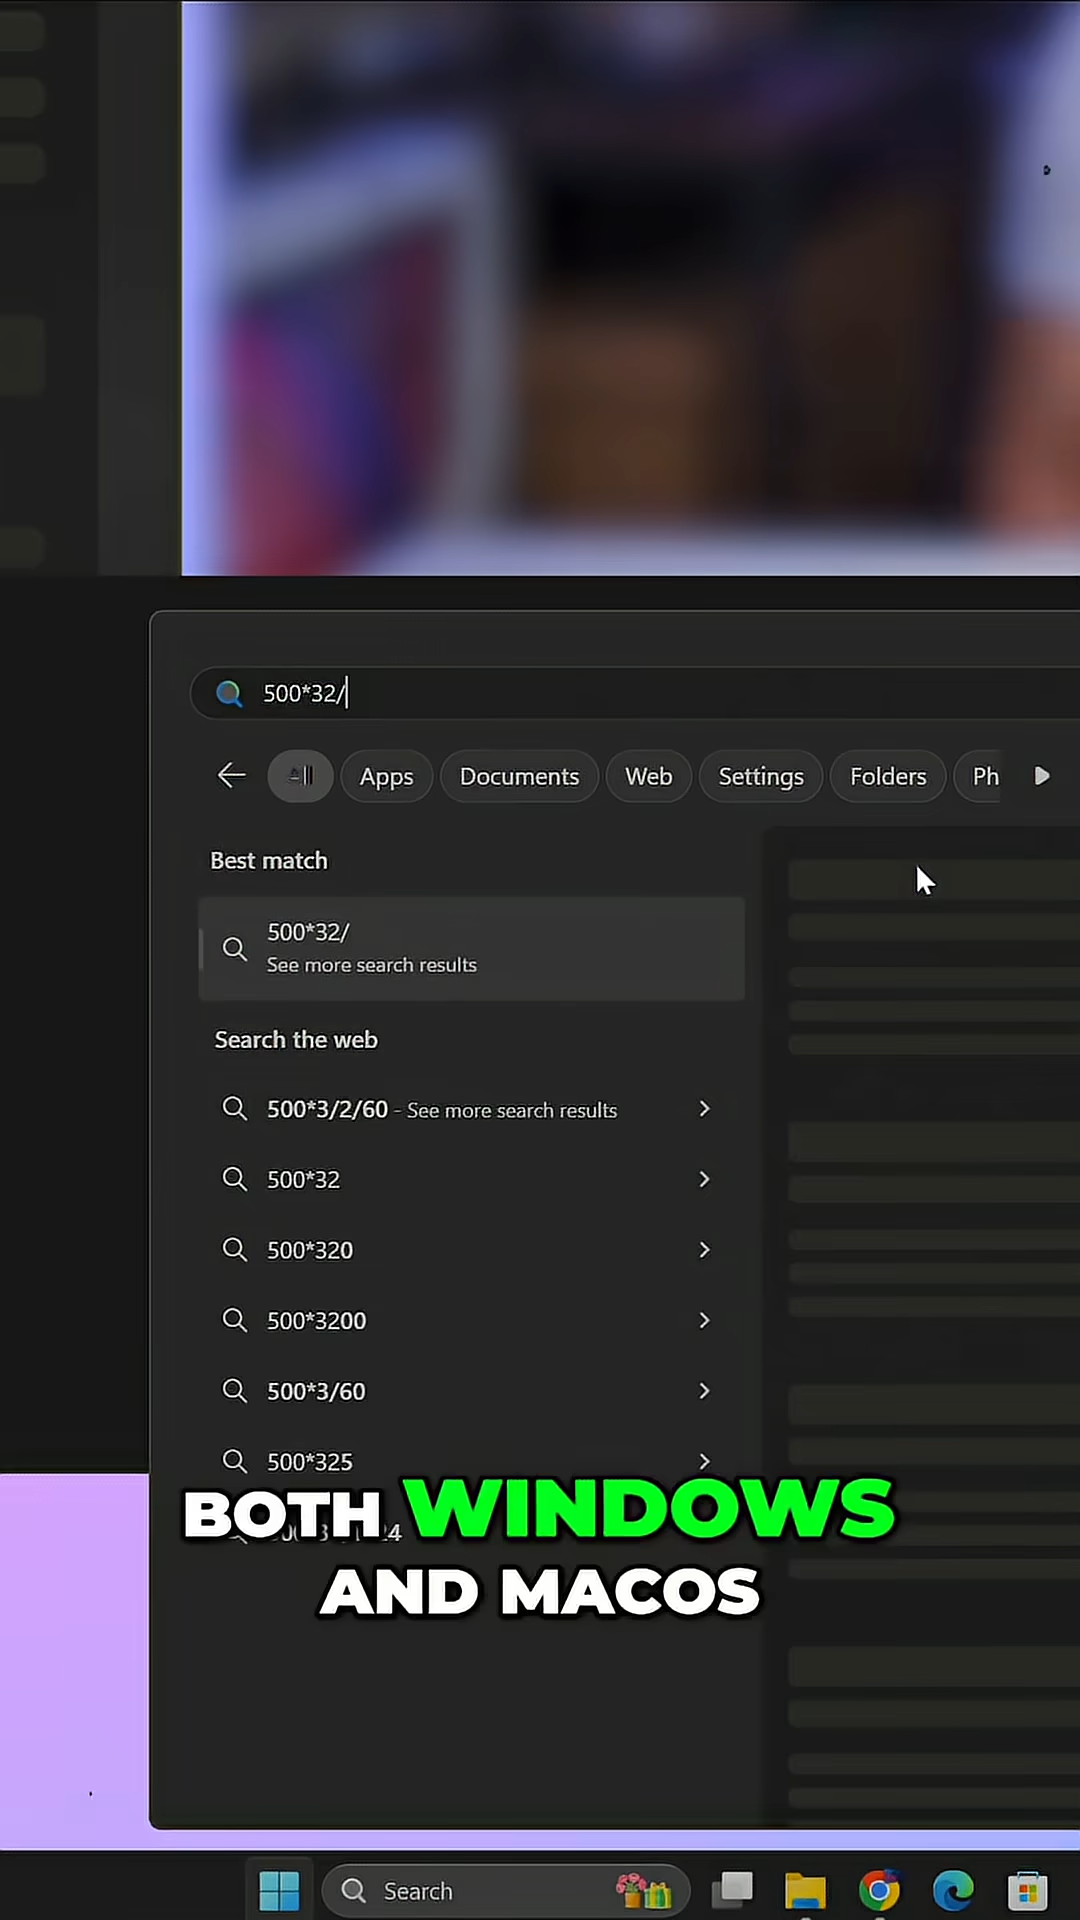 500*32/
All Apps Documents Web Settings Folders Ph
Best match
500*32/
See more search results
Search the web
500*3/2/60 - See more search results
500*32
500*320
500*3200
500*3/60
500*325
BOTH WINDOWS
AND MACOS
Search